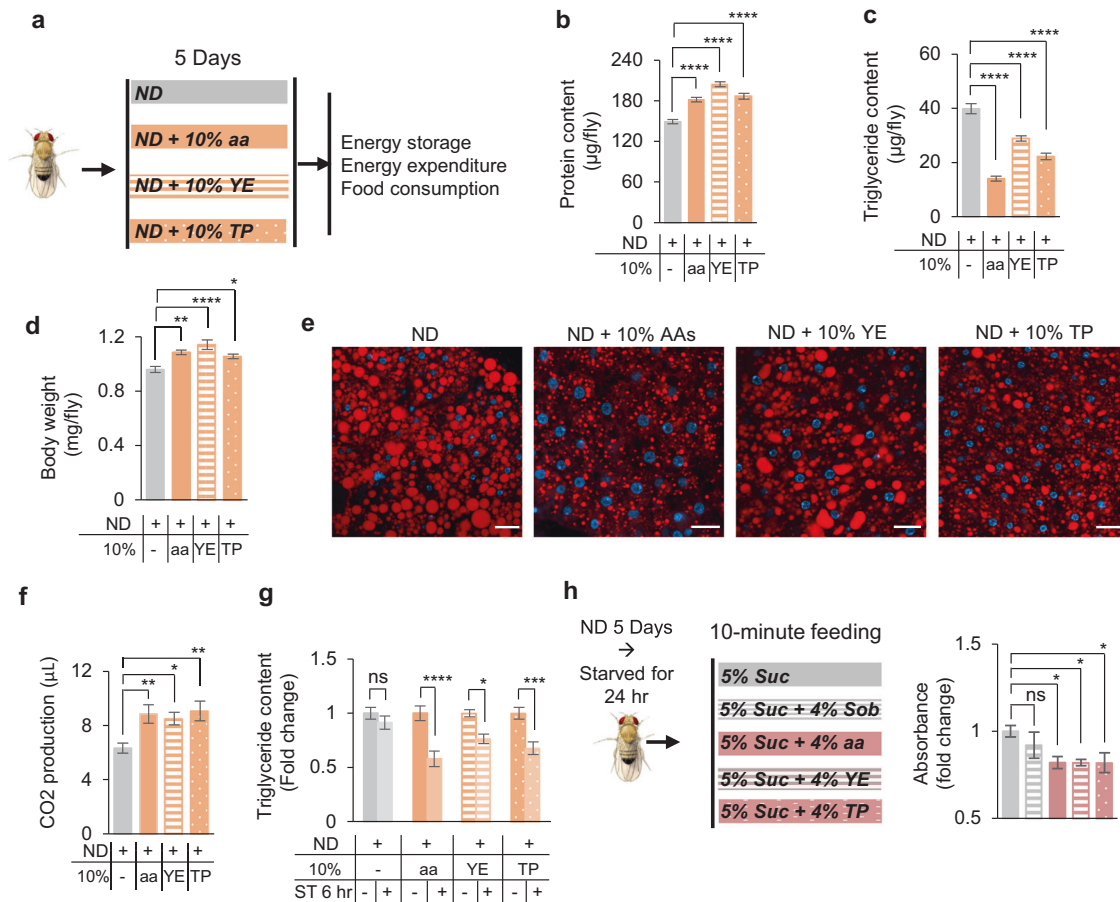 a
5 Days
ND
ND + 10% aa
ND + 10% YE
ND + 10% TP
Energy storage
Energy expenditure
Food consumption
b
Protein content
(µg/fly)
240
180
120
60
0
****
****
****
ND + + + +
10% - aa YE TP
c
Triglyceride content
(µg/fly)
60
40
20
0
****
****
****
ND + + + +
10% - aa YE TP
d
Body weight
(mg/fly)
1.2
0.8
0.4
0
*
****
**
ND + + + +
10% - aa YE TP
e
ND
ND + 10% AAs
ND + 10% YE
ND + 10% TP
f
CO2 production (µL)
12
9
6
3
0
**
*
**
ND + + + +
10% - aa YE TP
g
Triglyceride content
(Fold change)
1.5
1
0.5
0
ns
****
*
***
ND + + + +
10% - aa YE TP
ST 6 hr - + - + - + - +
h
ND 5 Days
→
Starved for
24 hr
10-minute feeding
5% Suc
5% Suc + 4% Sob
5% Suc + 4% aa
5% Suc + 4% YE
5% Suc + 4% TP
Absorbance
(fold change)
1.5
1
0.5
*
*
*
ns